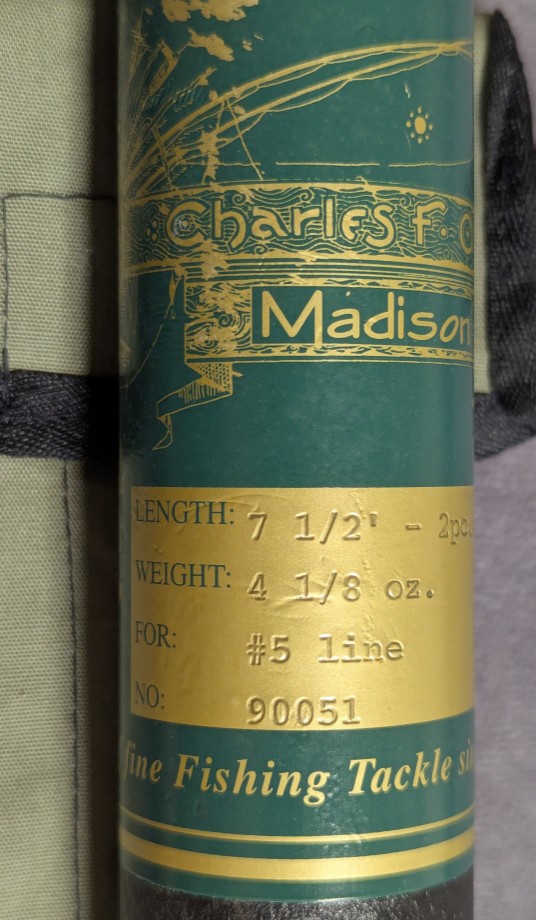 Charles F.
Madison
LENGTH: 7 1/2' - 2pc.
WEIGHT: 4 1/8 oz.
FOR: #5 line
NO: 90051
fine Fishing Tackle